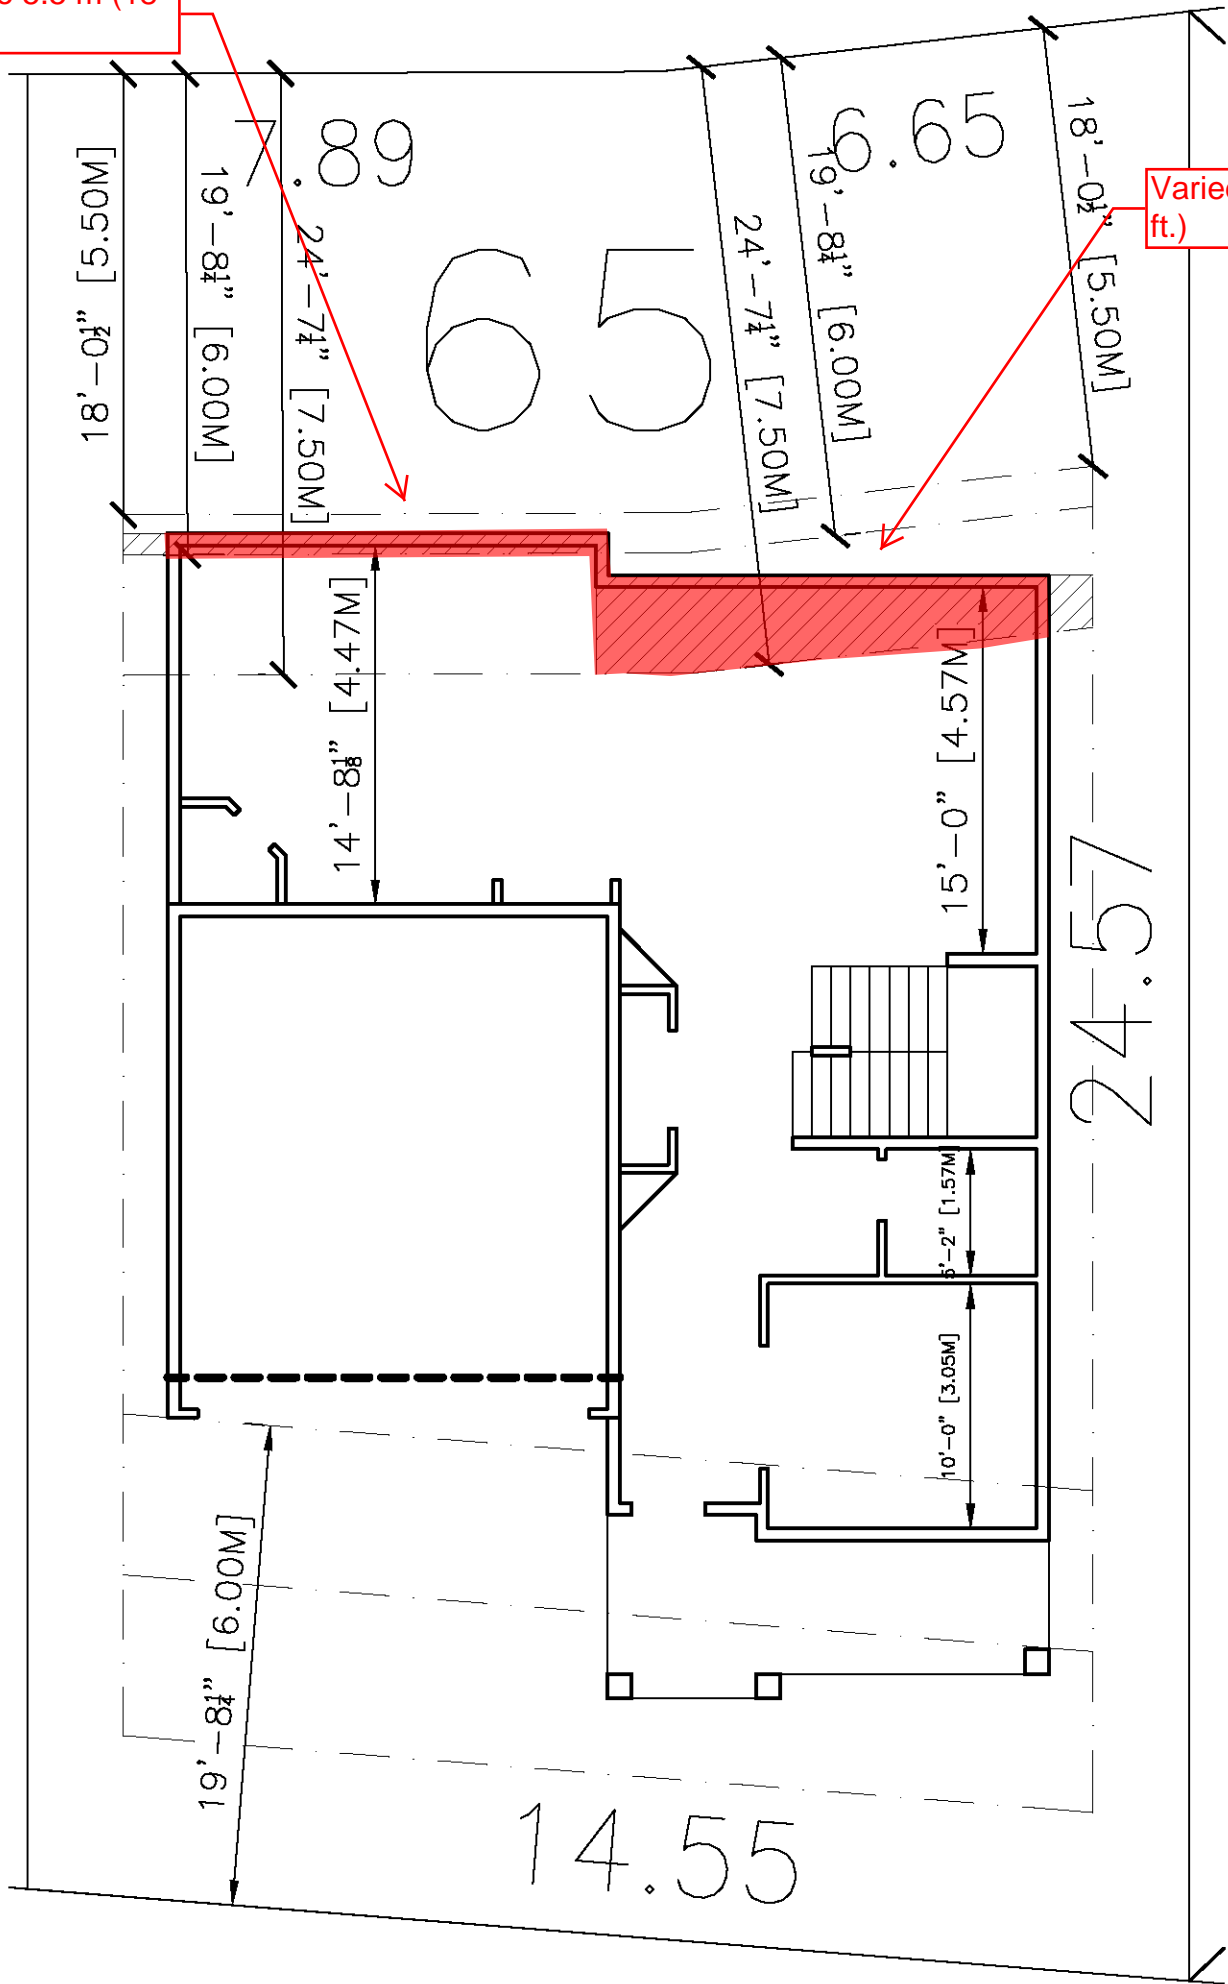 5.5 m (18
7.89
6.65
65
18'-0½" [5.50M]
19'-8¼" [6.00M]
24'-7¼" [7.50M]
24'-7¼" [7.50M]
19'-8¼" [6.00M]
18'-0½" [5.50M]
Varied
ft.)
14'-8⅛" [4.47M]
15'-0" [4.57M]
24.57
5'-2" [1.57M]
10'-0" [3.05M]
19'-8¼" [6.00M]
14.55